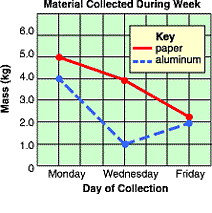 Material Collected During Week
Key
paper
aluminum
Mass (kg)
6.0
5.0
4.0
3.0
2.0
1.0
0
Monday
Wednesday
Friday
Day of Collection